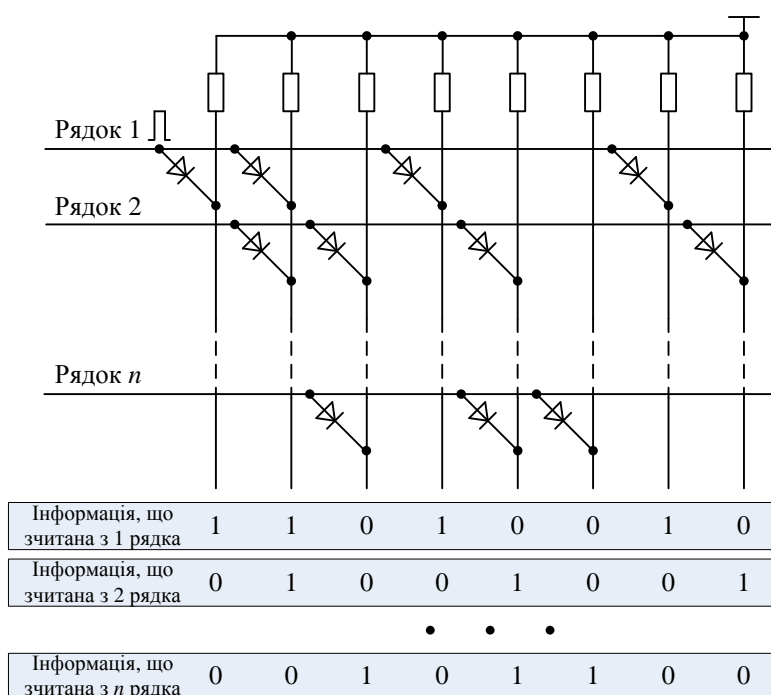 Рядок 1
Рядок 2
Рядок n
Інформація, що
зчитана з 1 рядка
1 1 0 1 0 0 1 0
Інформація, що
зчитана з 2 рядка
0 1 0 0 1 0 0 1
Інформація, що
зчитана з n рядка
0 0 1 0 1 1 0 0